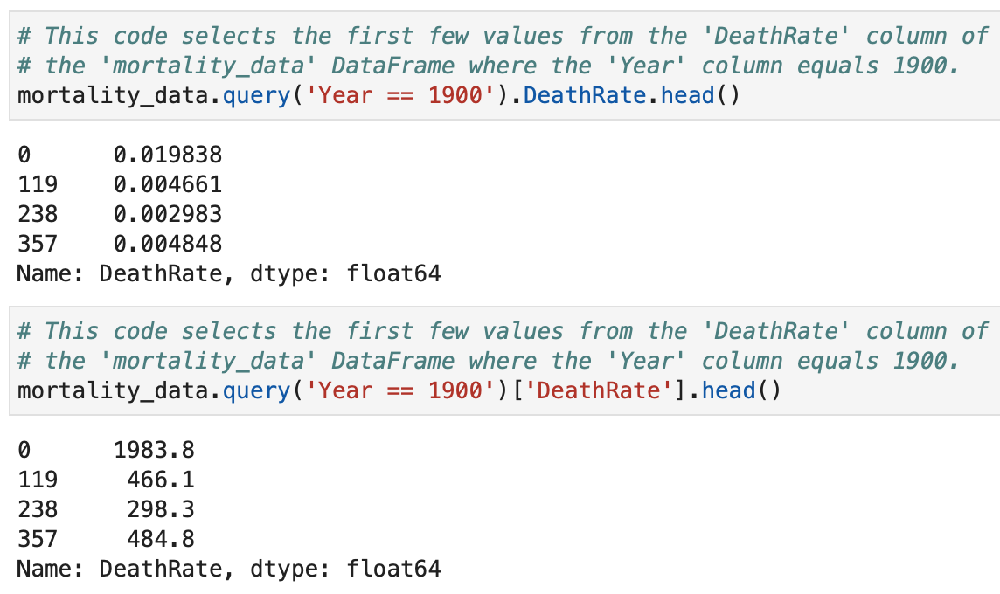 # This code selects the first few values from the 'DeathRate' column of
# the 'mortality_data' DataFrame where the 'Year' column equals 1900.
mortality_data.query('Year == 1900').DeathRate.head()
0      0.019838
119    0.004661
238    0.002983
357    0.004848
Name: DeathRate, dtype: float64
# This code selects the first few values from the 'DeathRate' column of
# the 'mortality_data' DataFrame where the 'Year' column equals 1900.
mortality_data.query('Year == 1900')['DeathRate'].head()
0      1983.8
119     466.1
238     298.3
357     484.8
Name: DeathRate, dtype: float64